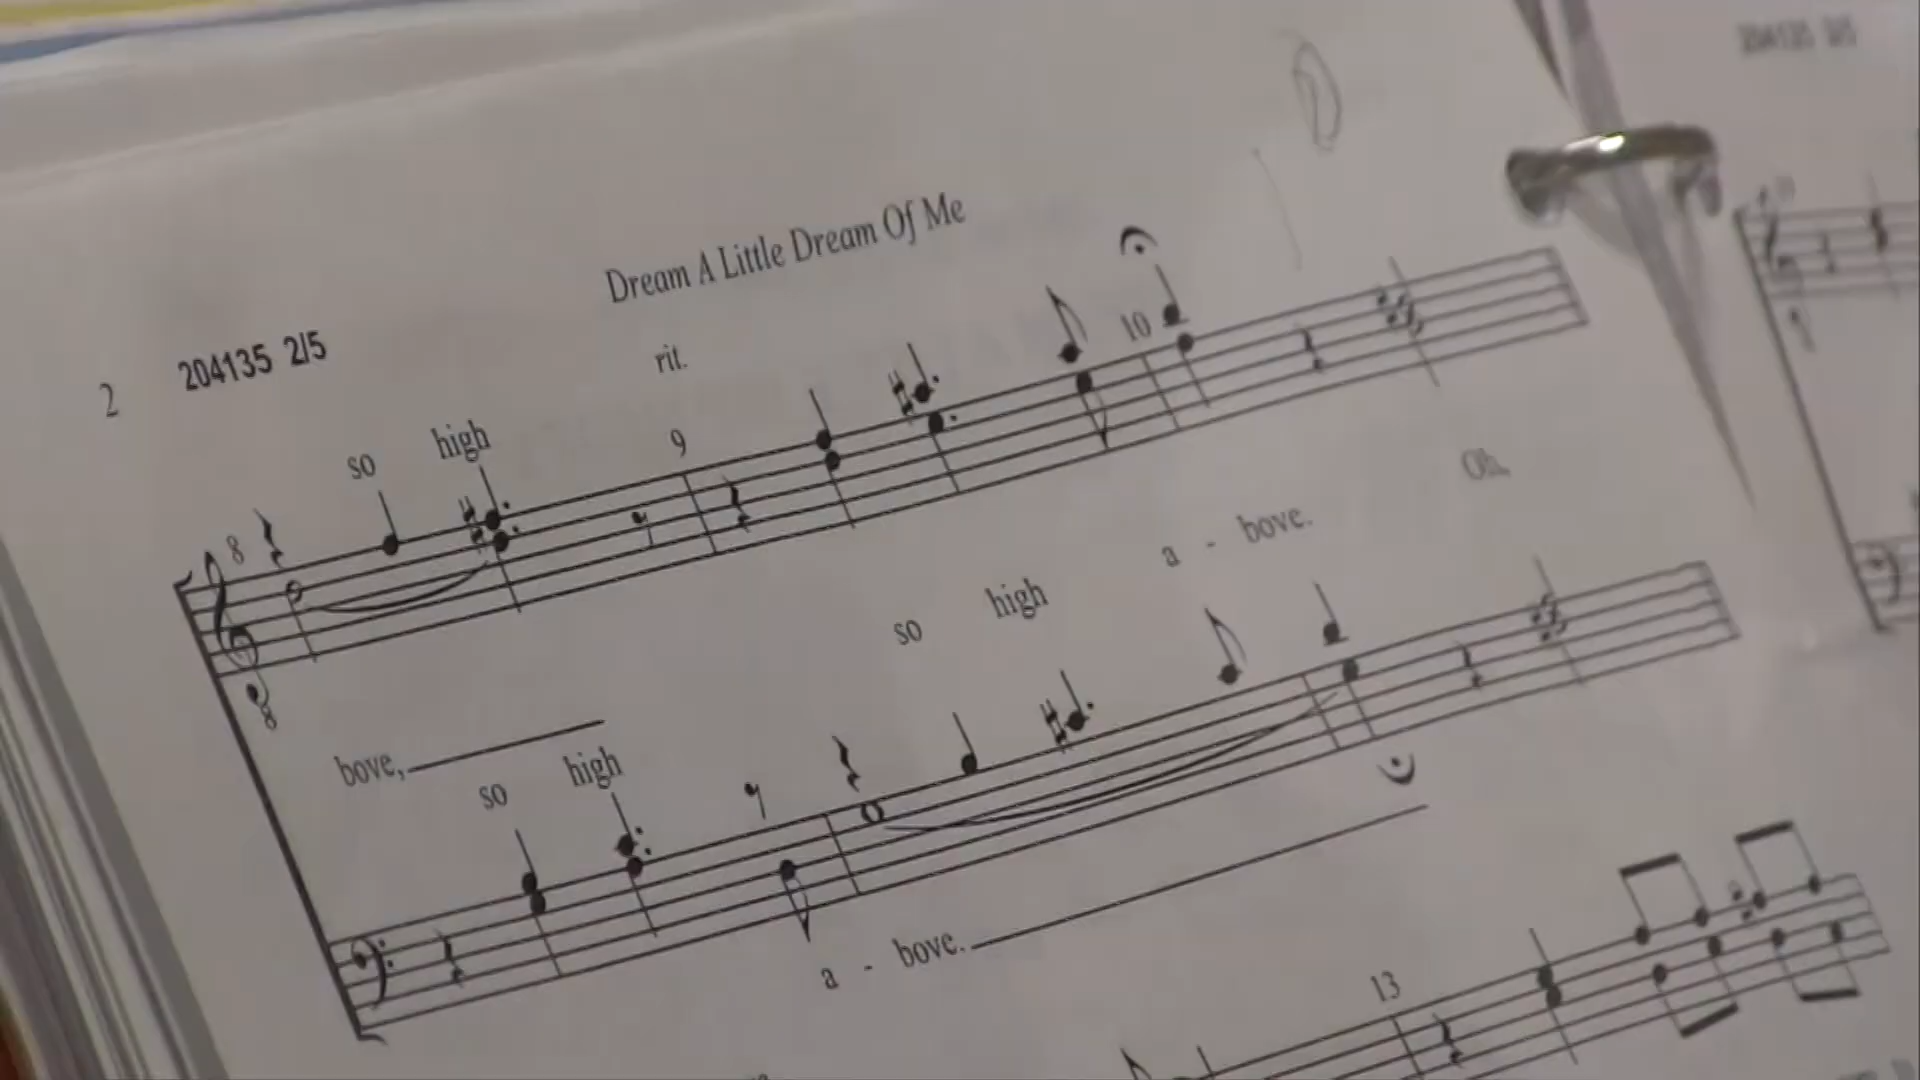 Dream A Little Dream Of Me
2 204135 2/5
rit.
so high
8 9 10
bove, so high a - bove. Oh,
so high
a - bove.
13